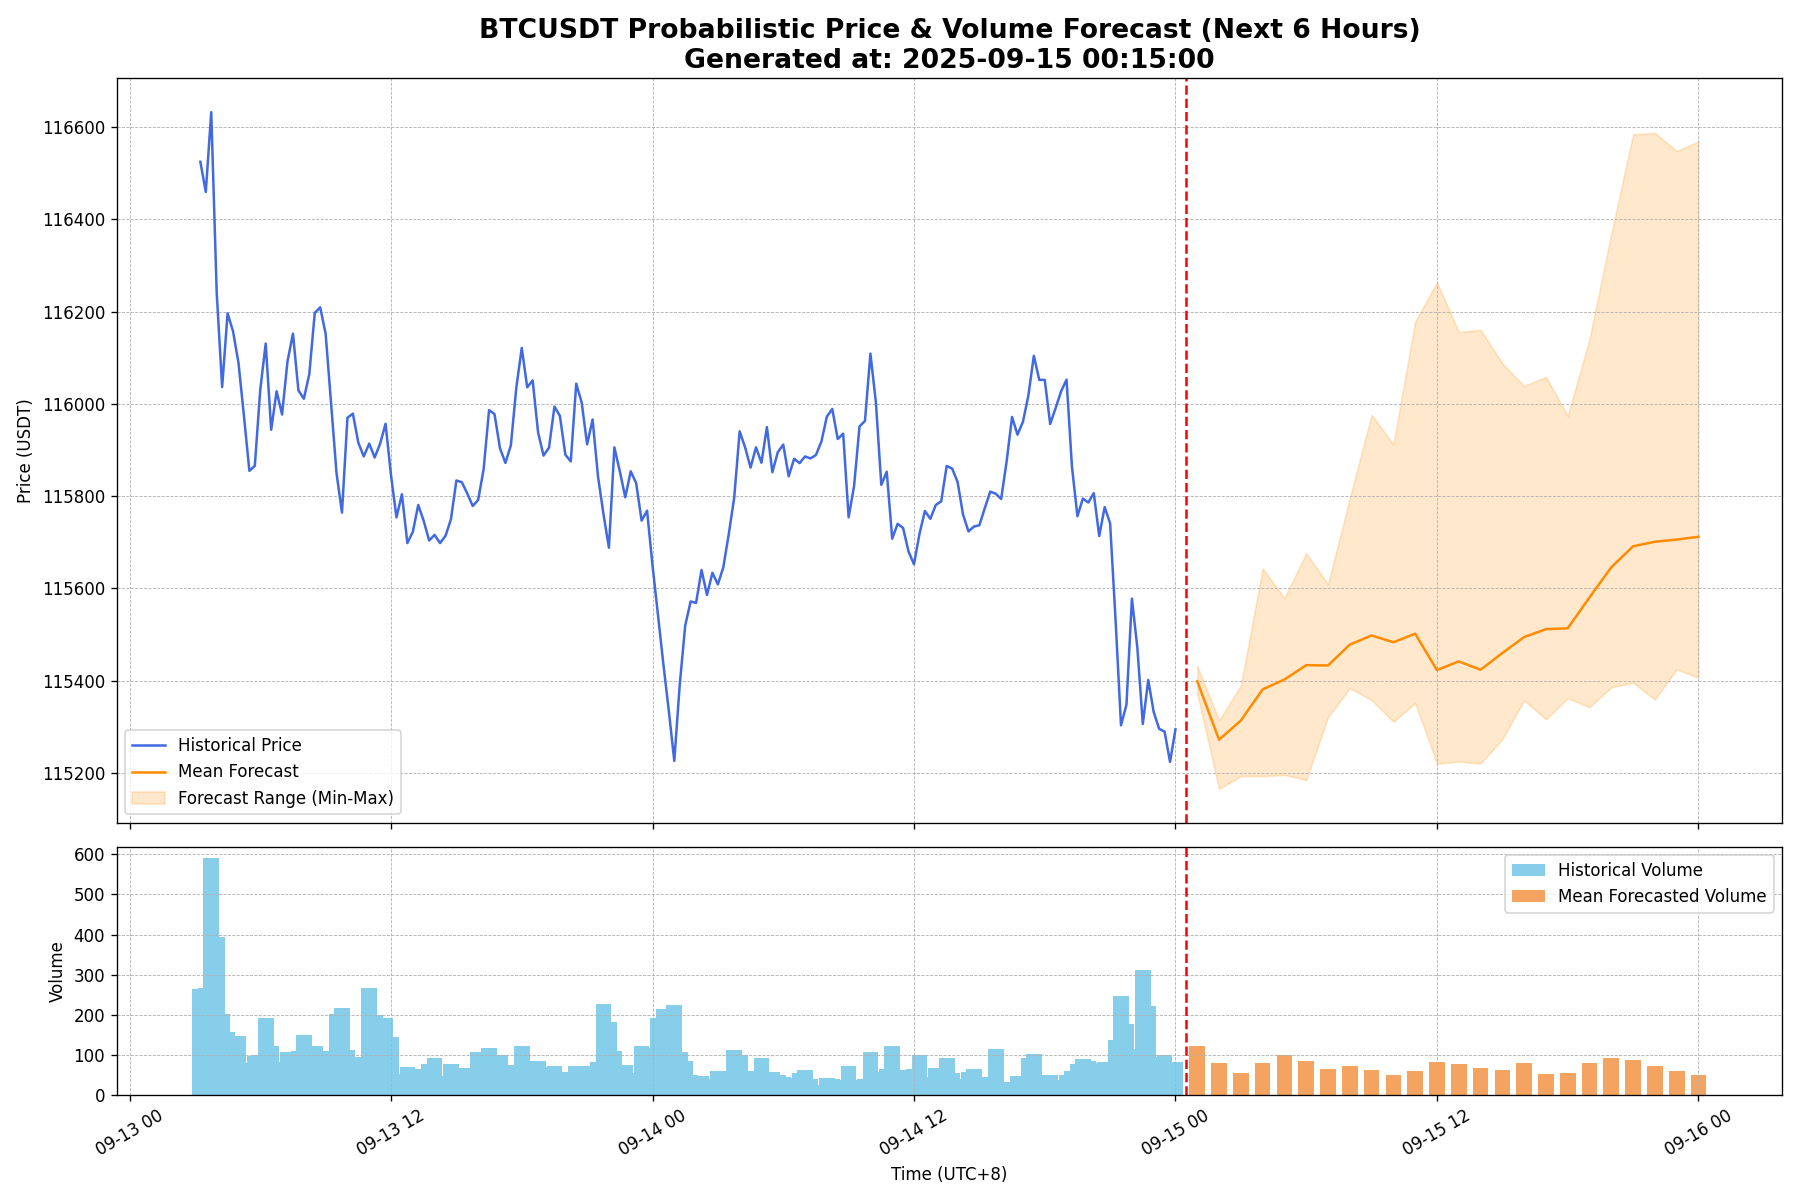 BTCUSDT Probabilistic Price & Volume Forecast (Next 6 Hours)
Generated at: 2025-09-15 00:15:00
Price (USDT)
116600
116400
116200
116000
115800
115600
115400
115200
Historical Price
Mean Forecast
Forecast Range (Min-Max)
Volume
600
500
400
300
200
100
0
Historical Volume
Mean Forecasted Volume
09-13 00
09-13 12
09-14 00
09-14 12
09-15 00
09-15 12
09-16 00
Time (UTC+8)